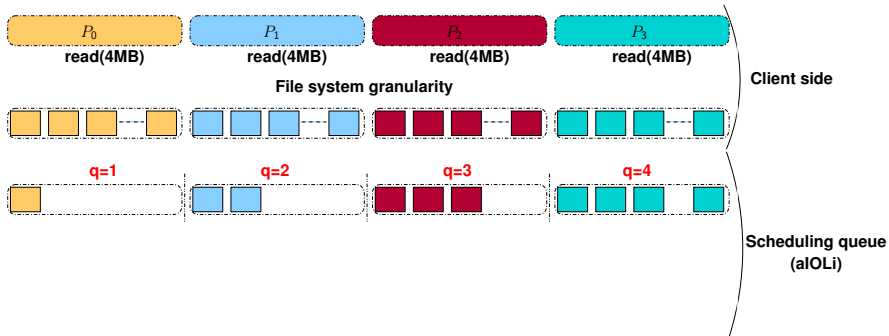 P0 P1 P2 P3
read(4MB) read(4MB) read(4MB) read(4MB)
File system granularity
Client side
q=1 q=2 q=3 q=4
Scheduling queue
(aIOLi)